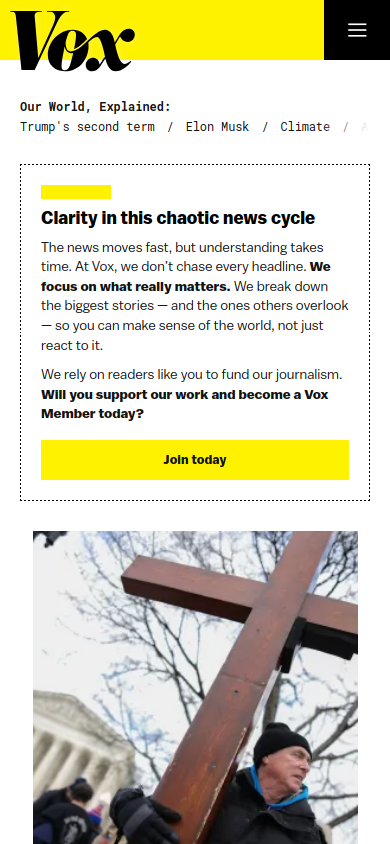 Vox
Our World, Explained:
Trump's second term / Elon Musk / Climate /
Clarity in this chaotic news cycle
The news moves fast, but understanding takes
time. At Vox, we don’t chase every headline. We
focus on what really matters. We break down
the biggest stories — and the ones others overlook
— so you can make sense of the world, not just
react to it.
We rely on readers like you to fund our journalism.
Will you support our work and become a Vox
Member today?
Join today